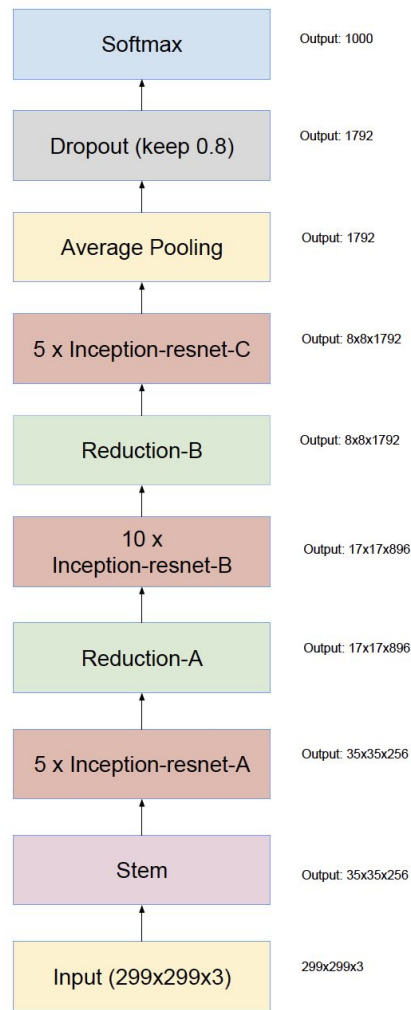 Softmax
Output: 1000
Dropout (keep 0.8)
Output: 1792
Average Pooling
Output: 1792
5 x Inception-resnet-C
Output: 8x8x1792
Reduction-B
Output: 8x8x1792
10 x
Inception-resnet-B
Output: 17x17x896
Reduction-A
Output: 17x17x896
5 x Inception-resnet-A
Output: 35x35x256
Stem
Output: 35x35x256
Input (299x299x3)
299x299x3